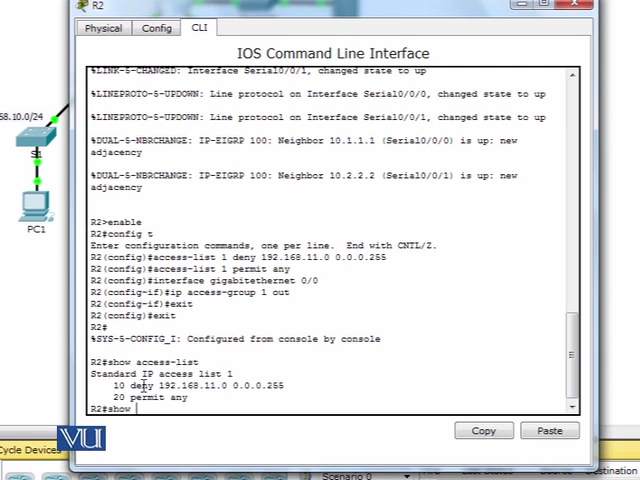 R2
Physical
Config
CLI
IOS Command Line Interface
%LINK-5-CHANGED: Interface Serial0/0/1, changed state to up
%LINEPROTO-5-UPDOWN: Line protocol on Interface Serial0/0/0, changed state to up
%LINEPROTO-5-UPDOWN: Line protocol on Interface Serial0/0/1, changed state to up
%DUAL-5-NBRCHANGE: IP-EIGRP 100: Neighbor 10.1.1.1 (Serial0/0/0) is up: new
adjacency
%DUAL-5-NBRCHANGE: IP-EIGRP 100: Neighbor 10.2.2.2 (Serial0/0/1) is up: new
adjacency
R2>enable
R2#config t
Enter configuration commands, one per line.  End with CNTL/Z.
R2(config)#access-list 1 deny 192.168.11.0 0.0.0.255
R2(config)#access-list 1 permit any
R2(config)#interface gigabitethernet 0/0
R2(config-if)#ip access-group 1 out
R2(config-if)#exit
R2(config)#exit
R2#
%SYS-5-CONFIG_I: Configured from console by console
R2#show access-list
Standard IP access list 1
10 deny 192.168.11.0 0.0.0.255
20 permit any
R2#show
Copy
Paste
68.10.0/24
S1
PC1
VU
Cycle Devices
Scenario 0
Destination